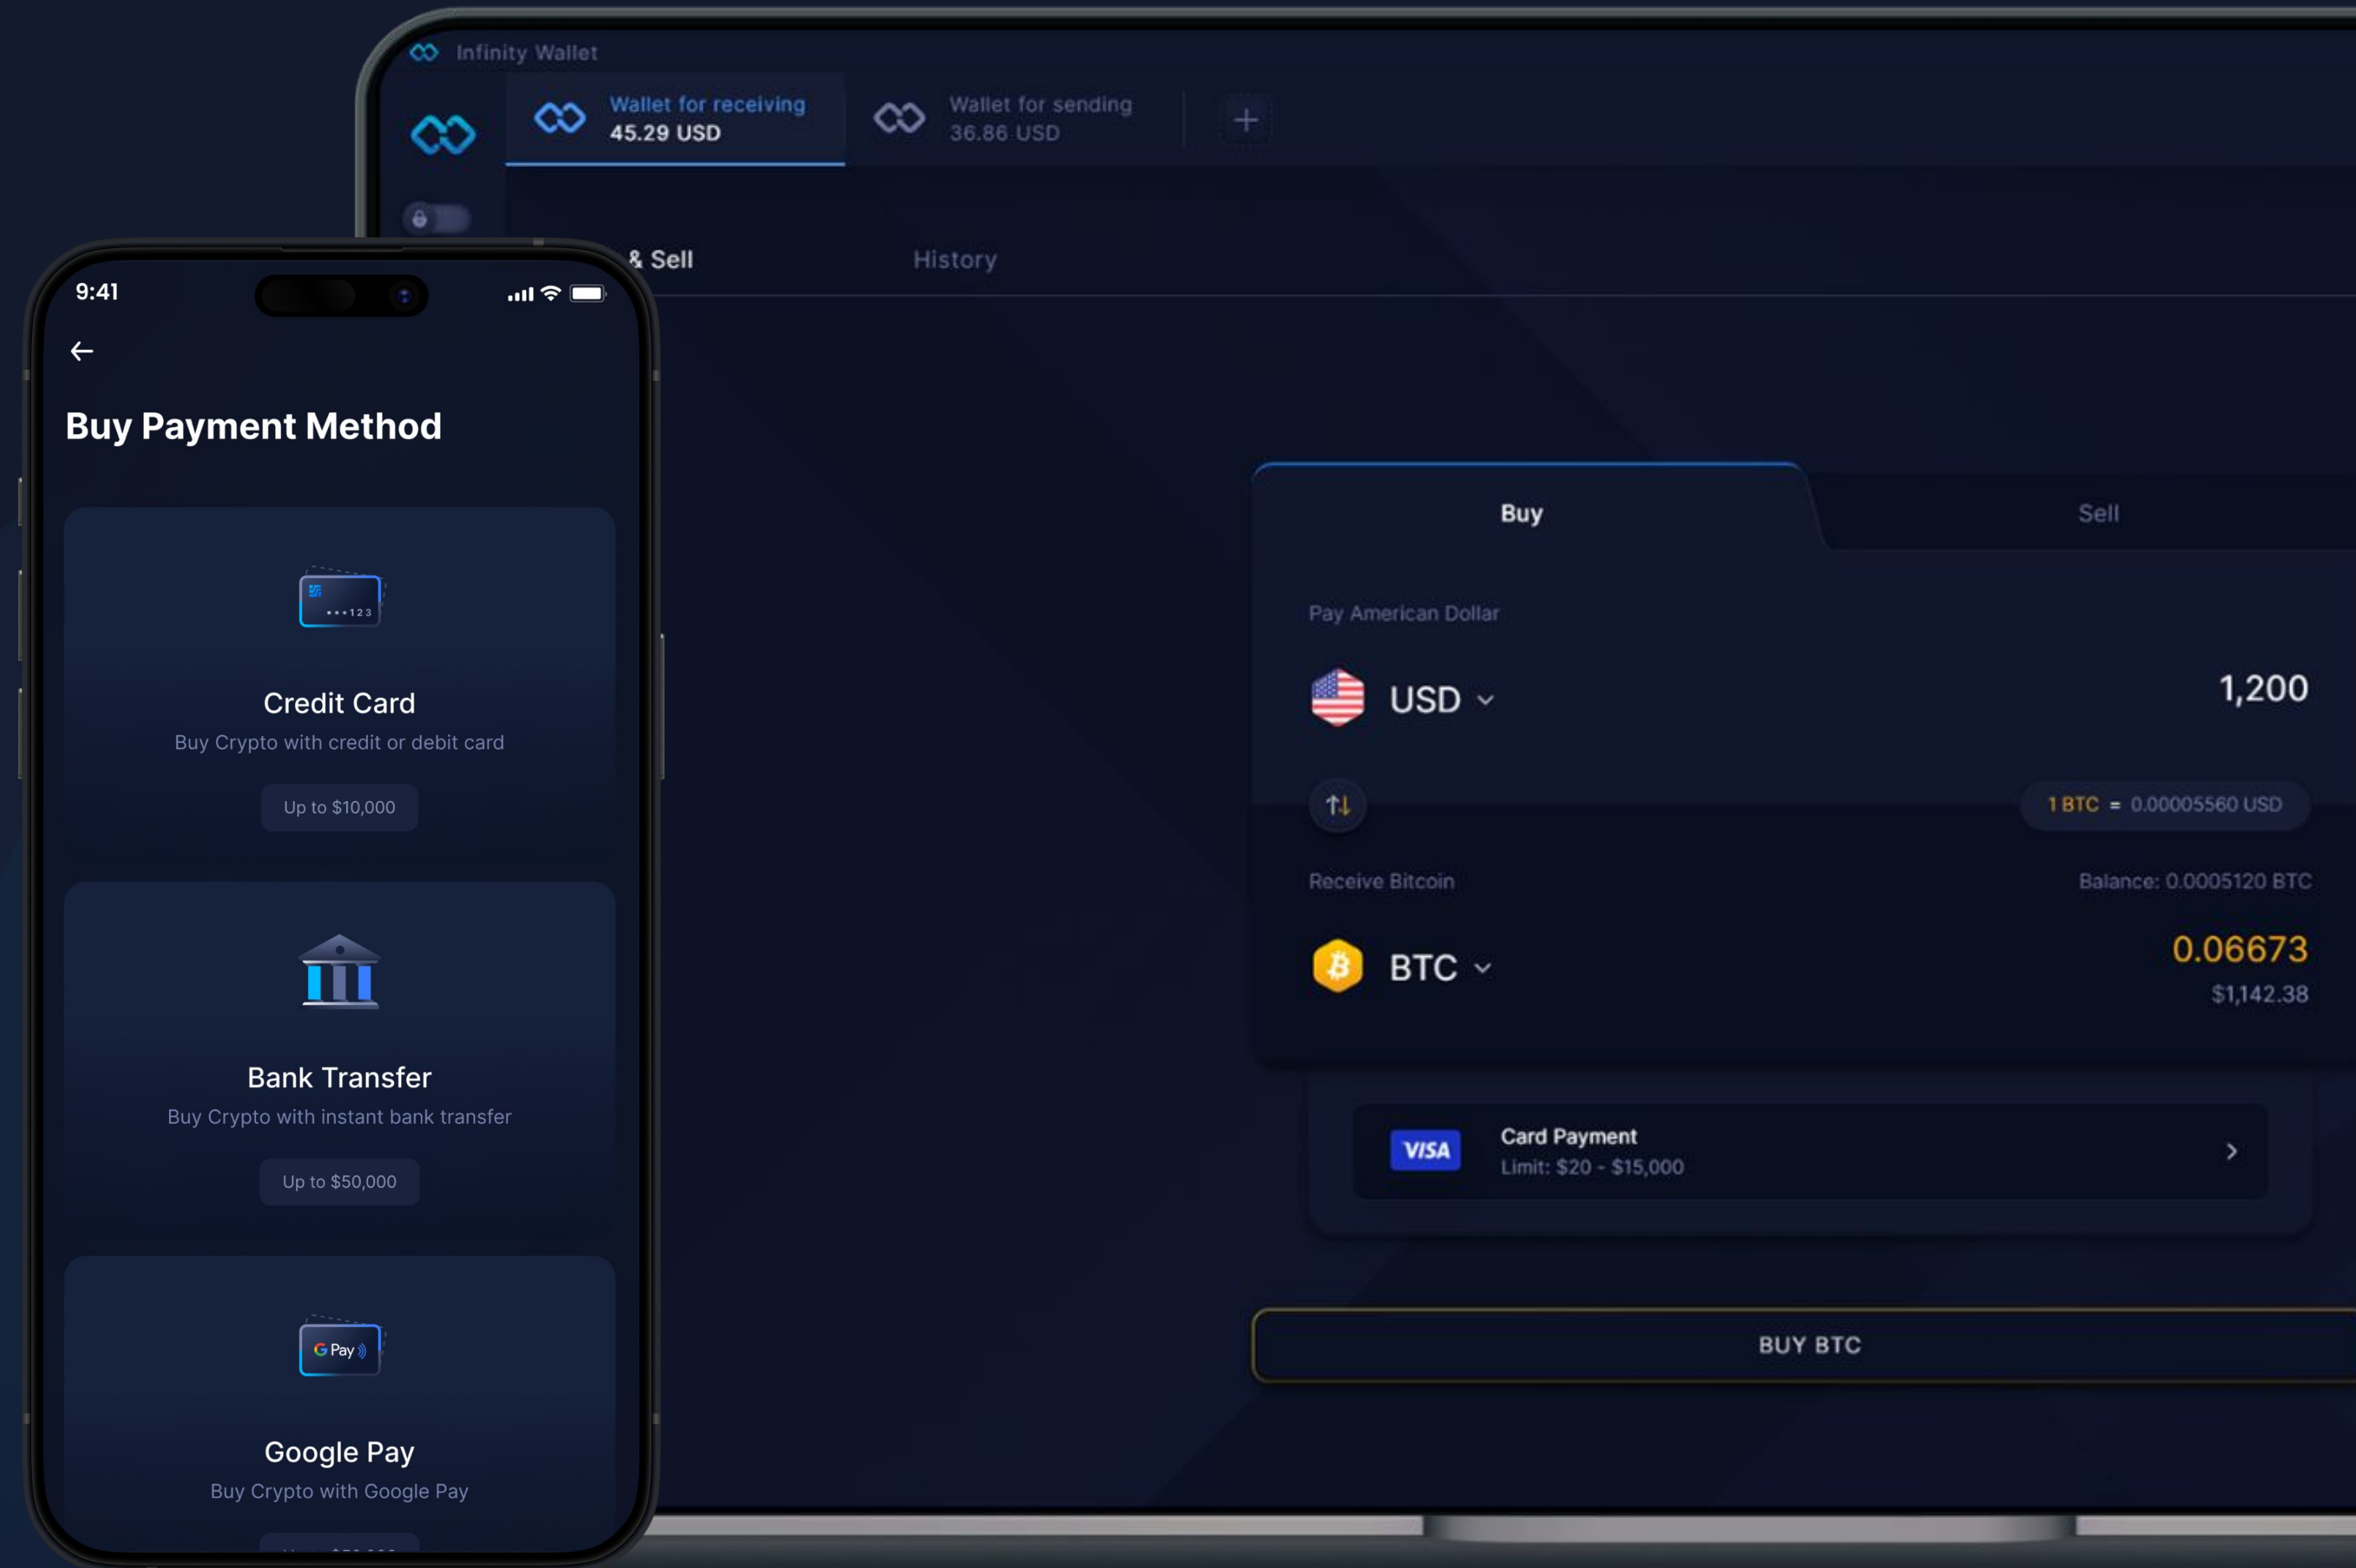 Infinity Wallet
Wallet for receiving
45.29 USD
Wallet for sending
36.86 USD
& Sell
History
Buy
Sell
Pay American Dollar
USD
1,200
1 BTC = 0.00005560 USD
Receive Bitcoin
Balance: 0.0005120 BTC
BTC
0.06673
$1,142.38
VISA
Card Payment
Limit: $20 - $15,000
BUY BTC
9:41
Buy Payment Method
•••123
Credit Card
Buy Crypto with credit or debit card
Up to $10,000
Bank Transfer
Buy Crypto with instant bank transfer
Up to $50,000
G Pay
Google Pay
Buy Crypto with Google Pay